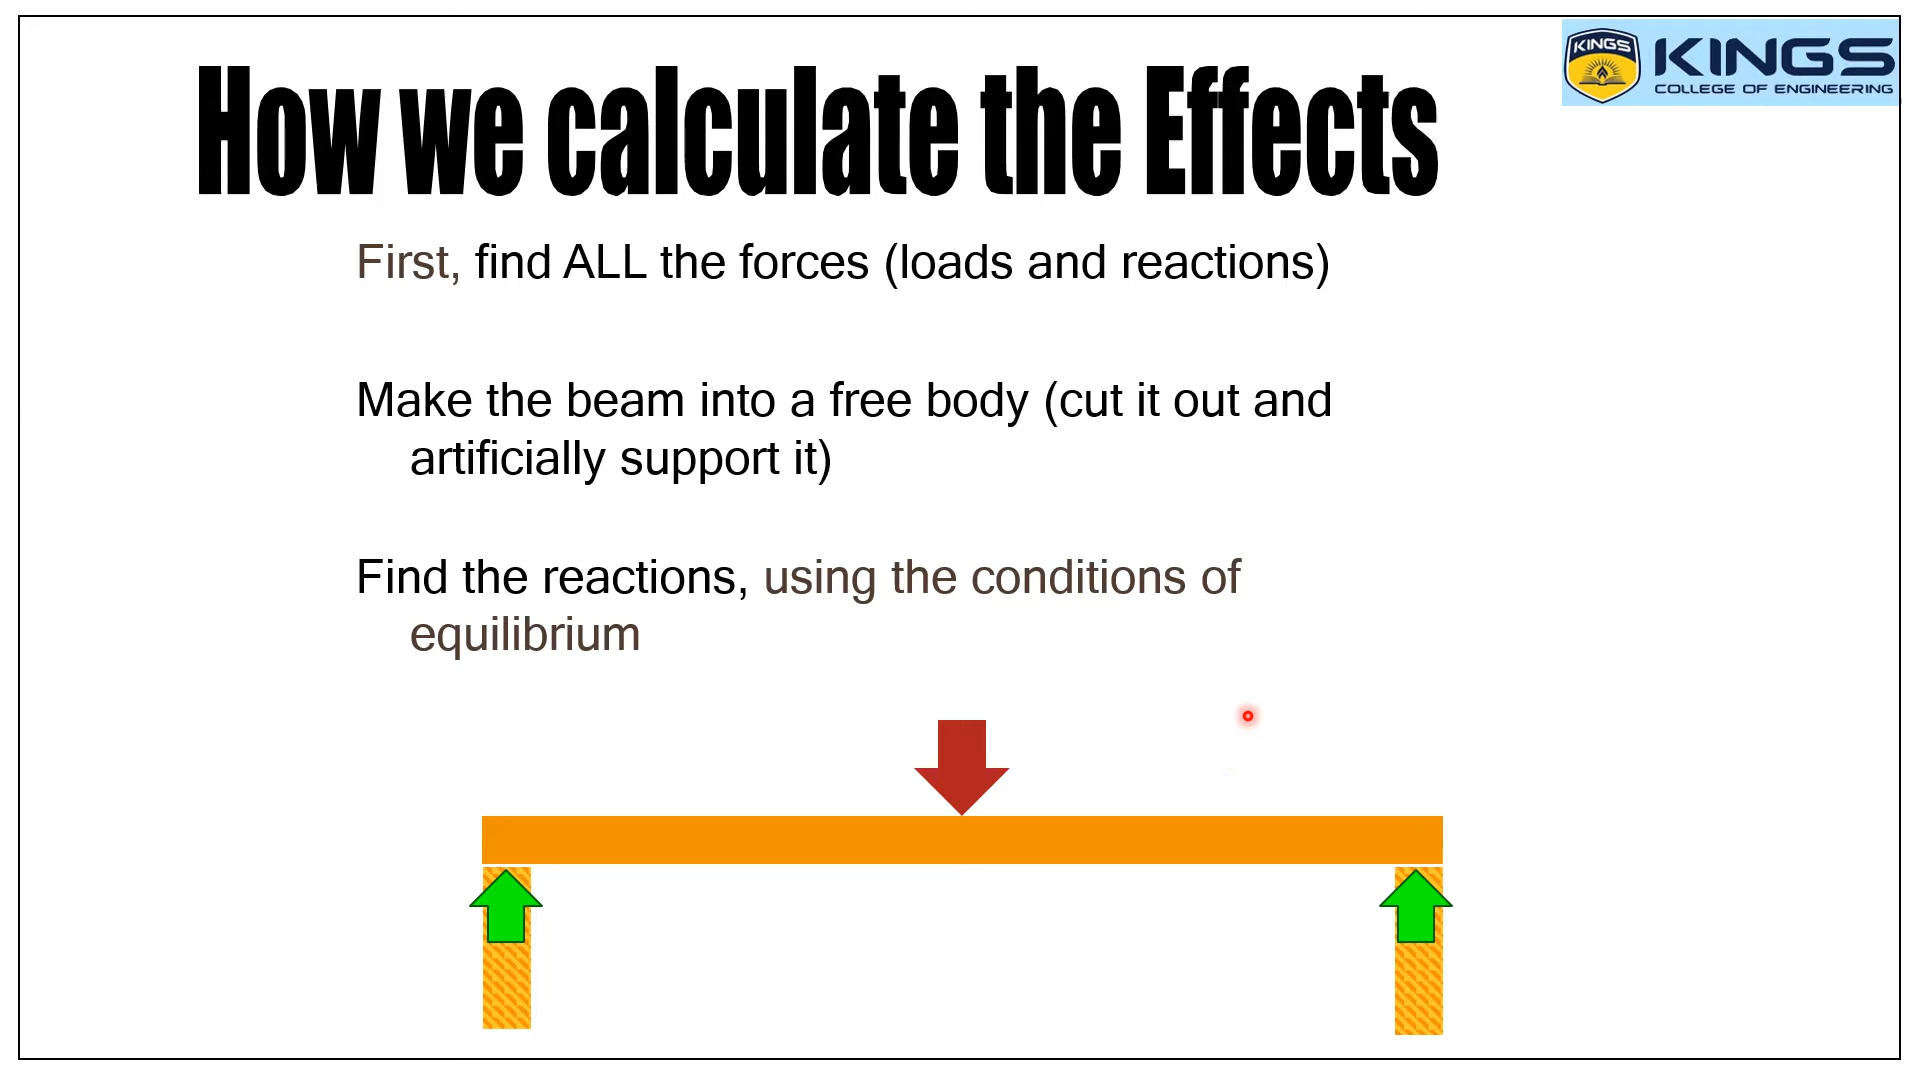 KINGS
KINGS
COLLEGE OF ENGINEERING
How we calculate the Effects
First, find ALL the forces (loads and reactions)
Make the beam into a free body (cut it out and
artificially support it)
Find the reactions, using the conditions of
equilibrium